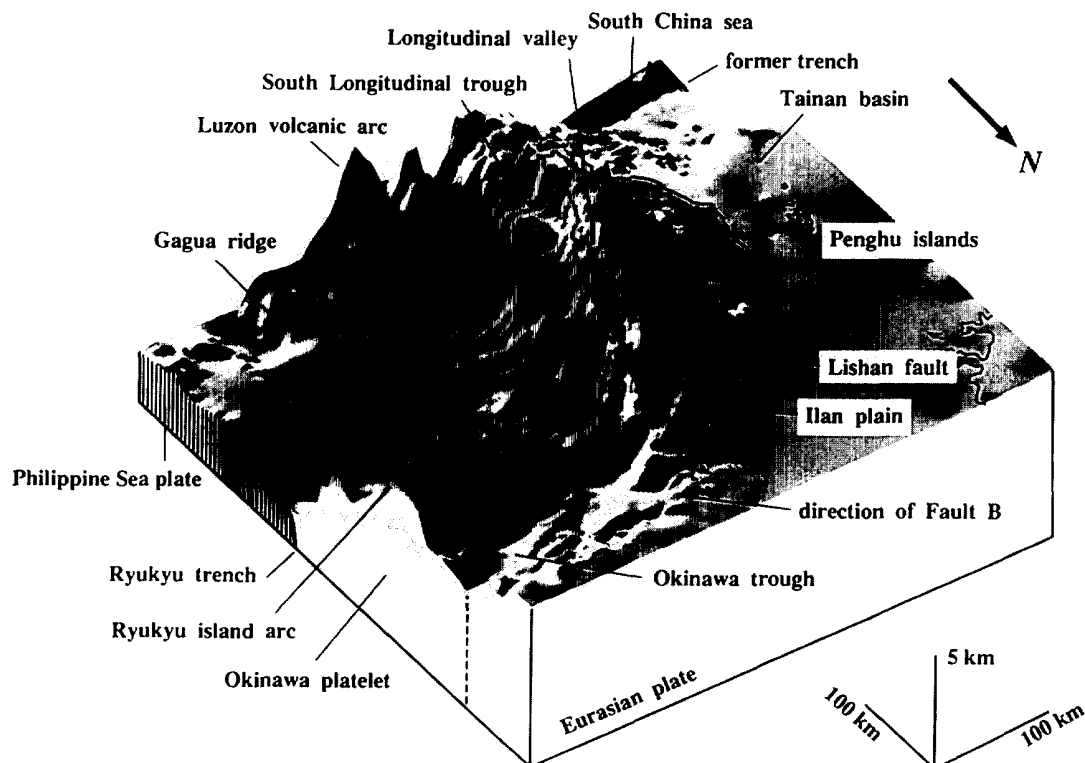 South China sea
Longitudinal valley
former trench
South Longitudinal trough
Tainan basin
Luzon volcanic arc
N
Gagua ridge
Penghu islands
Lishan fault
Ilan plain
Philippine Sea plate
direction of Fault B
Ryukyu trench
Okinawa trough
Ryukyu island arc
Okinawa platelet
Eurasian plate
5 km
100 km
100 km